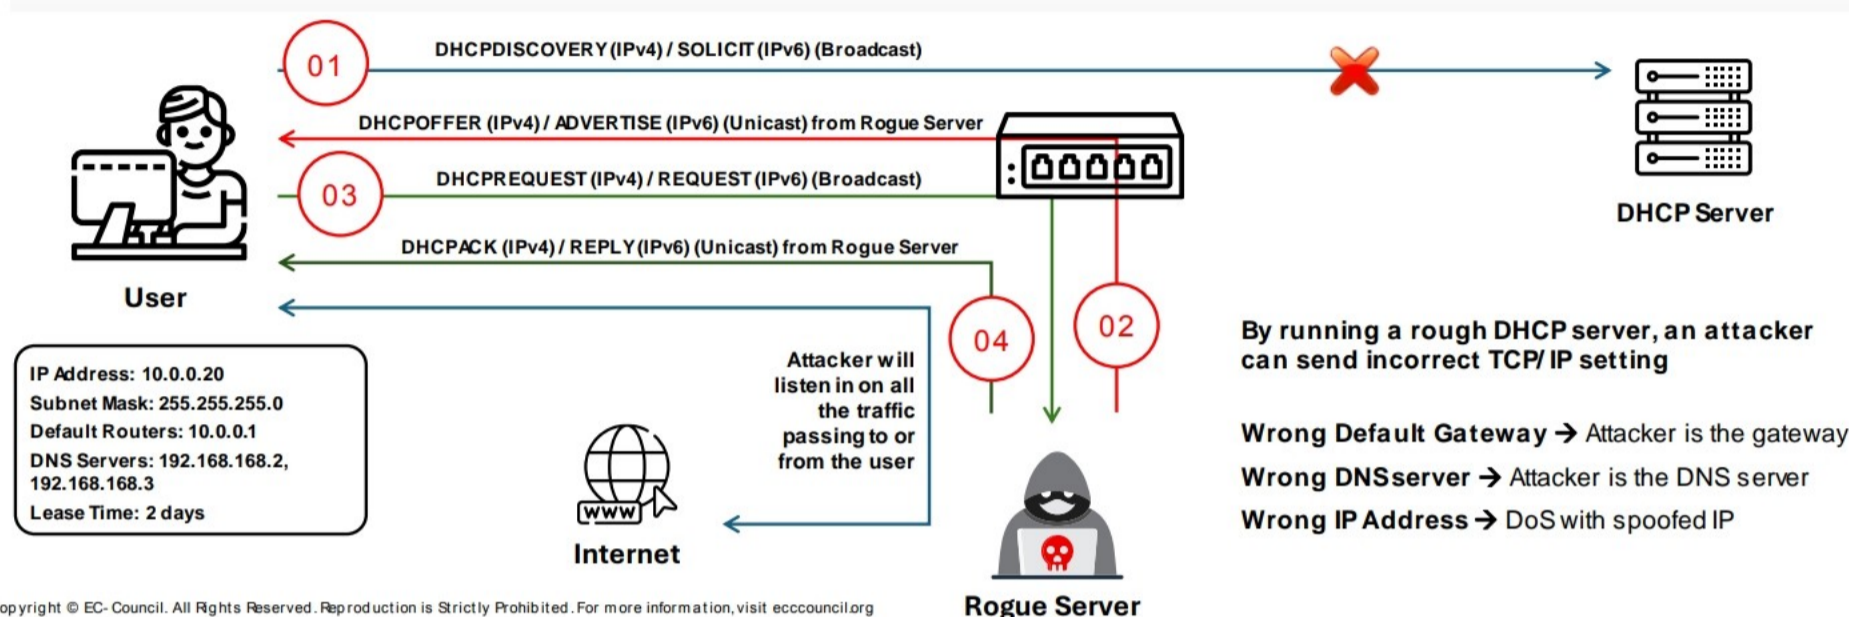 01
DHCPDISCOVERY (IPv4) / SOLICIT (IPv6) (Broadcast)
DHCPOFFER (IPv4) / ADVERTISE (IPv6) (Unicast) from Rogue Server
03
DHCPREQUEST (IPv4) / REQUEST (IPv6) (Broadcast)
DHCPACK (IPv4) / REPLY (IPv6) (Unicast) from Rogue Server
User
DHCP Server
04
02
IP Address: 10.0.0.20
Subnet Mask: 255.255.255.0
Default Routers: 10.0.0.1
DNS Servers: 192.168.168.2,
192.168.168.3
Lease Time: 2 days
Attacker will
listen in on all
the traffic
passing to or
from the user
WWW
Internet
Rogue Server
By running a rough DHCP server, an attacker
can send incorrect TCP/IP setting
Wrong Default Gateway → Attacker is the gateway
Wrong DNS server → Attacker is the DNS server
Wrong IP Address → DoS with spoofed IP
opyright © EC-Council. All Rights Reserved. Reproduction is Strictly Prohibited. For more information, visit ecccouncil.org